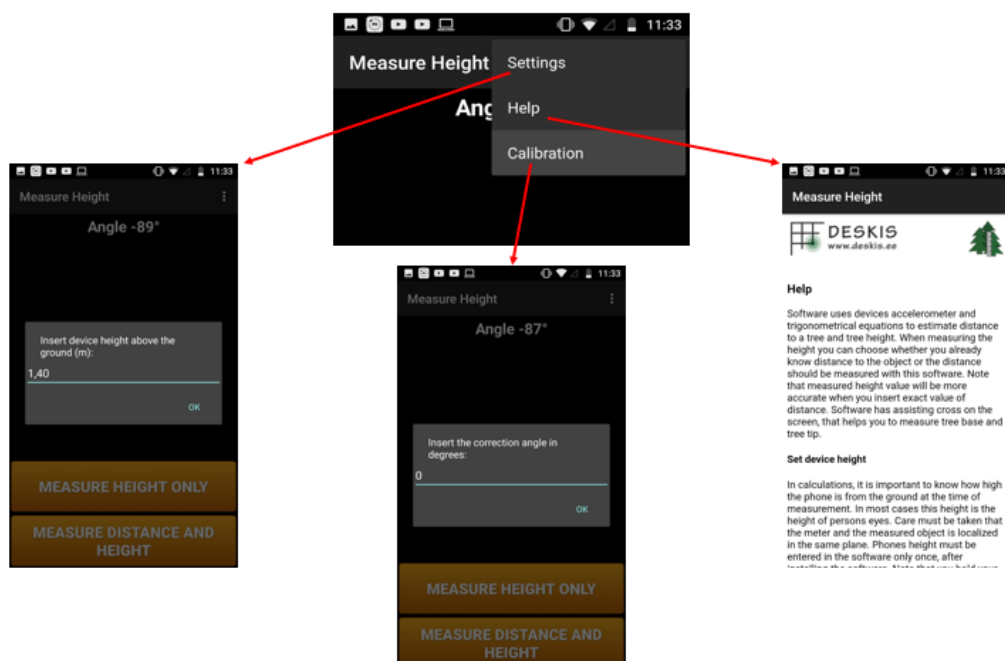 11:33
Measure Height
Settings
Ang
Help
Calibration
11:33
Measure Height
Angle -89°
Insert device height above the
ground (m):
1,40
OK
MEASURE HEIGHT ONLY
MEASURE DISTANCE AND
HEIGHT
11:33
Measure Height
Angle -87°
Insert the correction angle in
degrees:
0
OK
MEASURE HEIGHT ONLY
MEASURE DISTANCE AND
HEIGHT
11:33
Measure Height
DESKIS
www.deskis.ee
Help
Software uses devices accelerometer and
trigonometrical equations to estimate distance
to a tree and tree height. When measuring the
height you can choose whether you already
know distance to the object or the distance
should be measured with this software. Note
that measured height value will be more
accurate when you insert exact value of
distance. Software has assisting cross on the
screen, that helps you to measure tree base and
tree tip.
Set device height
In calculations, it is important to know how high
the phone is from the ground at the time of
measurement. In most cases this height is the
height of persons eyes. Care must be taken that
the meter and the measured object is localized
in the same plane. Phones height must be
entered in the software only once, after
installing the software. Note that you hold your